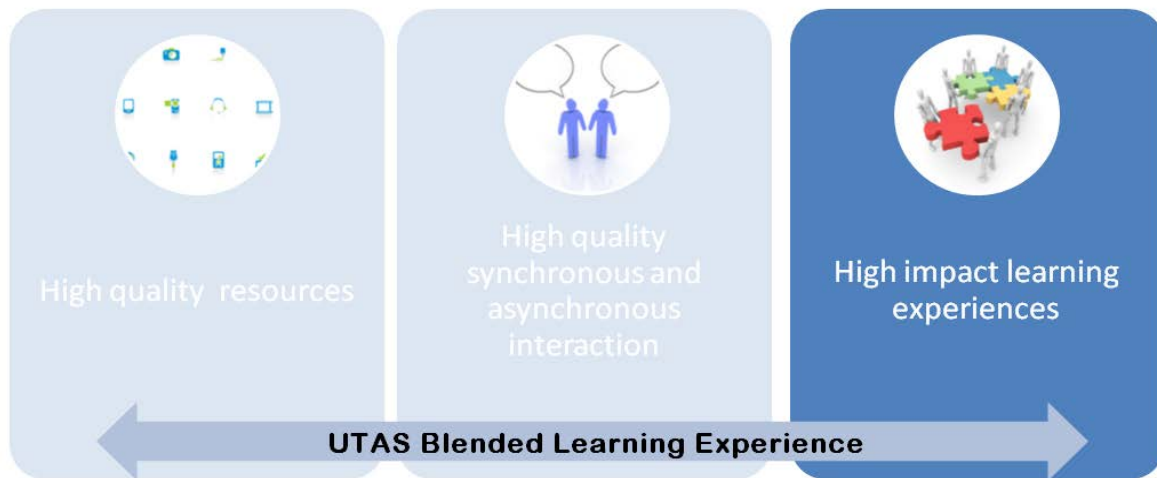 High quality resources
High quality
synchronous and
asynchronous
interaction
High impact learning
experiences
UTAS Blended Learning Experience